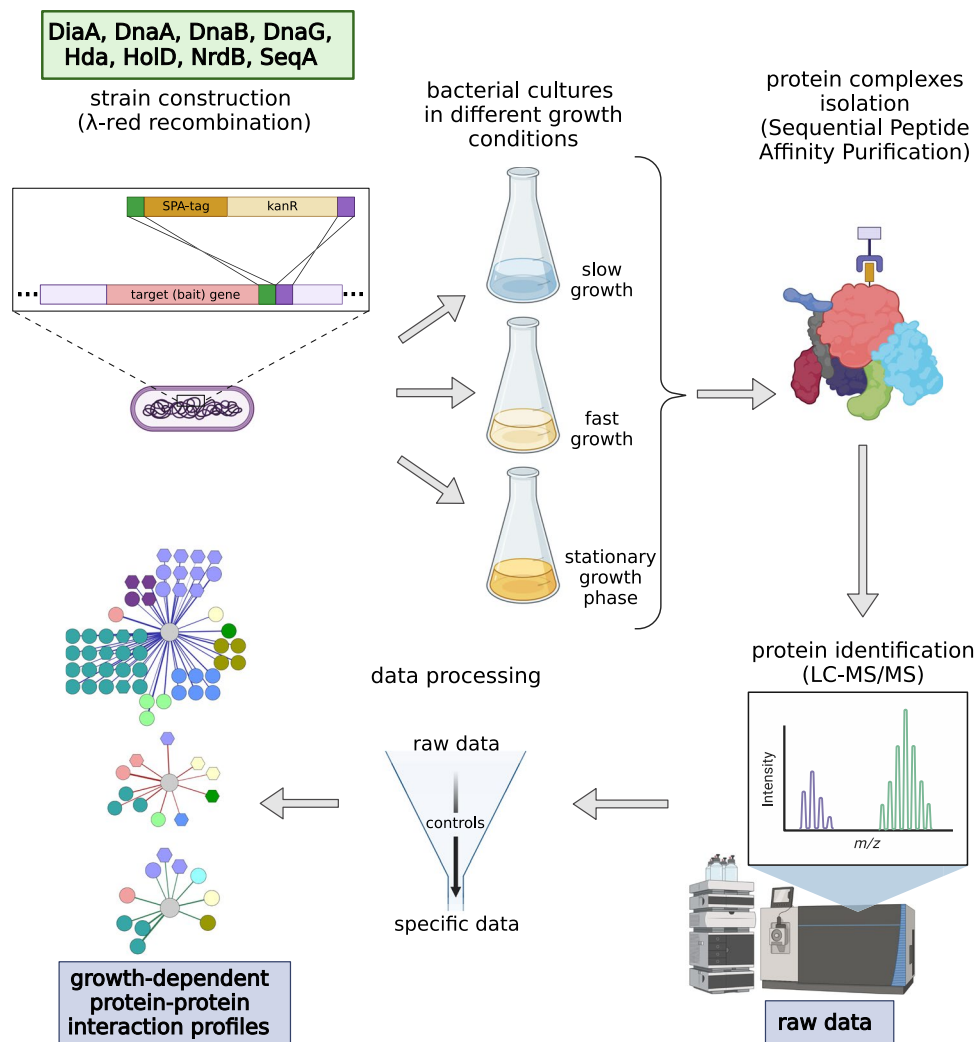 DiaA, DnaA, DnaB, DnaG,
Hda, HolD, NrdB, SeqA
strain construction
(λ-red recombination)
SPA-tag
kanR
...
target (bait) gene
...
bacterial cultures
in different growth
conditions
slow
growth
fast
growth
stationary
growth
phase
protein complexes
isolation
(Sequential Peptide
Affinity Purification)
protein identification
(LC-MS/MS)
Intensity
m/z
raw data
data processing
raw data
controls
specific data
growth-dependent
protein-protein
interaction profiles